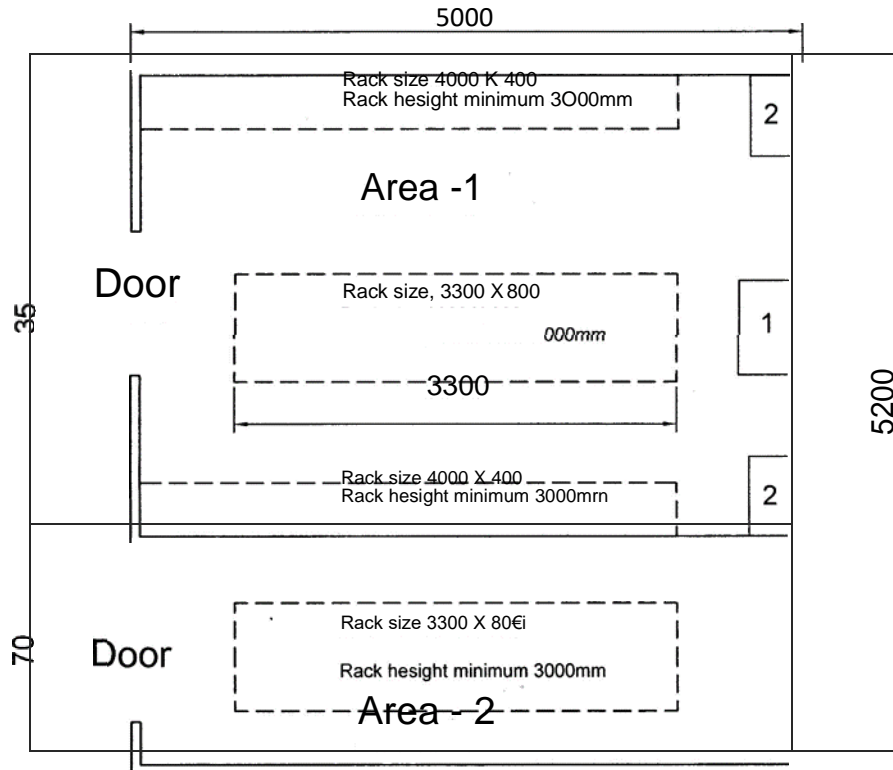 5000
Rack size 4000 K 400
Rack hesight minimum 3O00mm
2
Area -1
Door
Rack size, 3300 X 800
000mm
1
35
3300
5200
Rack size 4000 X 400
Rack hesight minimum 3000mrn
2
Rack size 3300 X 80€i
Door
70
Rack hesight minimum 3000mm
Area - 2